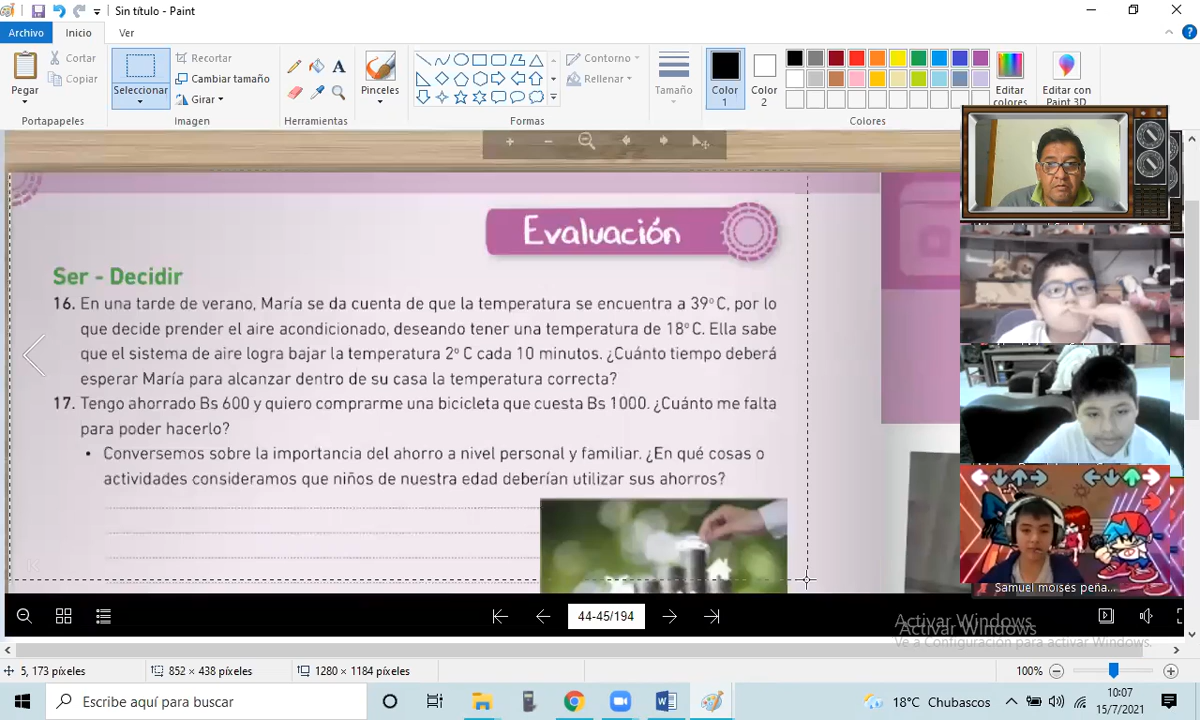 Sin título - Paint
Archivo Inicio Ver
Pegar
Cortar
Copiar
Portapapeles
Seleccionar
Recortar
Cambiar tamaño
Girar
Imagen
A
Herramientas
Pinceles
Contorno
Rellenar
Formas
Tamaño
Color 1
Color 2
Editar colores
Editar con Paint 3D
Colores
Evaluación
Ser - Decidir
16. En una tarde de verano, María se da cuenta de que la temperatura se encuentra a 39° C, por lo
que decide prender el aire acondicionado, deseando tener una temperatura de 18° C. Ella sabe
que el sistema de aire logra bajar la temperatura 2° C cada 10 minutos. ¿Cuánto tiempo deberá
esperar María para alcanzar dentro de su casa la temperatura correcta?
17. Tengo ahorrado Bs 600 y quiero comprarme una bicicleta que cuesta Bs 1000. ¿Cuánto me falta
para poder hacerlo?
• Conversemos sobre la importancia del ahorro a nivel personal y familiar. ¿En qué cosas o
actividades consideramos que niños de nuestra edad deberían utilizar sus ahorros?
Samuel moisés peña...
44-45/194
Activar Windows
Activar Windows
Ve a Configuración para activar Windows.
5, 173 píxeles 852 × 438 píxeles 1280 × 1184 píxeles 100%
Escribe aquí para buscar
18°C Chubascos
10:07
15/7/2021